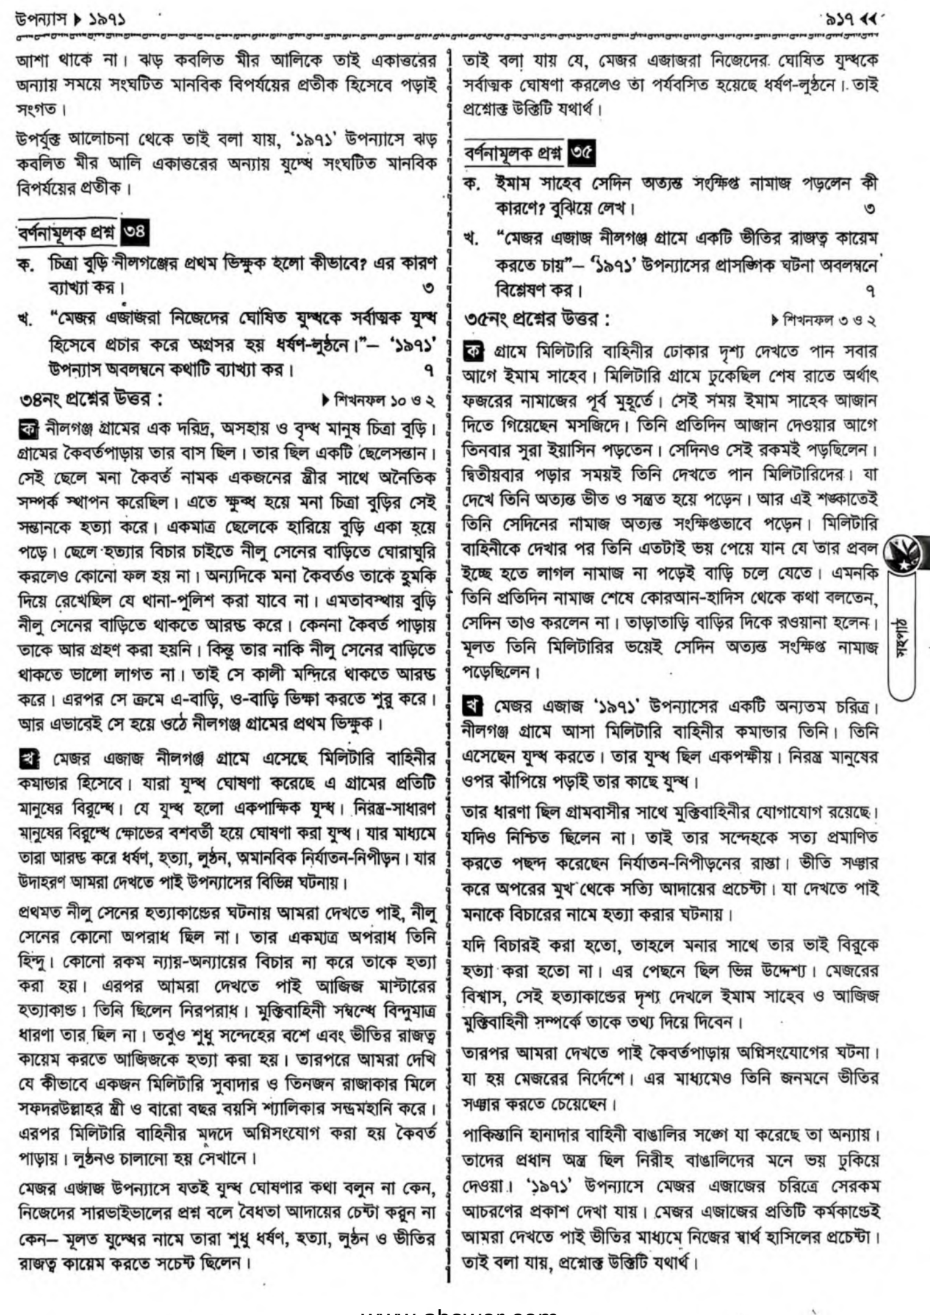 উপন্যাস ▶ ১৯৭১
৯১৭ ◀◀
আশা থাকে না। ঝড় কবলিত মীর আলিকে তাই একাত্তরের
অন্যায় সময়ে সংঘটিত মানবিক বিপর্যয়ের প্রতীক হিসেবে পড়াই
সংগত।
উপর্যুক্ত আলোচনা থেকে তাই বলা যায়, ‘১৯৭১’ উপন্যাসে ঝড়
কবলিত মীর আলি একাত্তরের অন্যায় যুদ্ধে সংঘটিত মানবিক
বিপর্যয়ের প্রতীক।
বর্ণনামূলক প্রশ্ন ৩৪
ক. চিত্রা বুড়ি নীলগঞ্জের প্রথম ভিক্ষুক হলো কীভাবে? এর কারণ
ব্যাখ্যা কর। ৩
খ. “মেজর এজাজরা নিজেদের ঘোষিত যুদ্ধকে সর্বাত্মক যুদ্ধ
হিসেবে প্রচার করে অগ্রসর হয় ধর্ষণ-লুণ্ঠনে।”– ‘১৯৭১’
উপন্যাস অবলম্বনে কথাটি ব্যাখ্যা কর। ৭
৩৪নং প্রশ্নের উত্তর : ▶ শিখনফল ১০ ও ২
ক নীলগঞ্জ গ্রামের এক দরিদ্র, অসহায় ও বৃদ্ধ মানুষ চিত্রা বুড়ি।
গ্রামের কৈবর্তপাড়ায় তার বাস ছিল। তার ছিল একটি ছেলেসন্তান।
সেই ছেলে মনা কৈবর্ত নামক একজনের স্ত্রীর সাথে অনৈতিক
সম্পর্ক স্থাপন করেছিল। এতে ক্ষুব্ধ হয়ে মনা চিত্রা বুড়ির সেই
সন্তানকে হত্যা করে। একমাত্র ছেলেকে হারিয়ে বুড়ি একা হয়ে
পড়ে। ছেলে হত্যার বিচার চাইতে নীলু সেনের বাড়িতে ঘোরাঘুরি
করলেও কোনো ফল হয় না। অন্যদিকে মনা কৈবর্তও তাকে হুমকি
দিয়ে রেখেছিল যে থানা-পুলিশ করা যাবে না। এমতাবস্থায় বুড়ি
নীলু সেনের বাড়িতে থাকতে আরম্ভ করে। কেননা কৈবর্ত পাড়ায়
তাকে আর গ্রহণ করা হয়নি। কিন্তু তার নাকি নীলু সেনের বাড়িতে
থাকতে ভালো লাগত না। তাই সে কালী মন্দিরে থাকতে আরম্ভ
করে। এরপর সে ক্রমে এ-বাড়ি, ও-বাড়ি ভিক্ষা করতে শুরু করে।
আর এভাবেই সে হয়ে ওঠে নীলগঞ্জ গ্রামের প্রথম ভিক্ষুক।
খ মেজর এজাজ নীলগঞ্জ গ্রামে এসেছে মিলিটারি বাহিনীর
কমান্ডার হিসেবে। যারা যুদ্ধ ঘোষণা করেছে এ গ্রামের প্রতিটি
মানুষের বিরুদ্ধে। যে যুদ্ধ হলো একপাক্ষিক যুদ্ধ। নিরস্ত্র-সাধারণ
মানুষের বিরুদ্ধে ক্ষোভের বশবর্তী হয়ে ঘোষণা করা যুদ্ধ। যার মাধ্যমে
তারা আরম্ভ করে ধর্ষণ, হত্যা, লুণ্ঠন, অমানবিক নির্যাতন-নিপীড়ন। যার
উদাহরণ আমরা দেখতে পাই উপন্যাসের বিভিন্ন ঘটনায়।
প্রথমত নীলু সেনের হত্যাকাণ্ডের ঘটনায় আমরা দেখতে পাই, নীলু
সেনের কোনো অপরাধ ছিল না। তার একমাত্র অপরাধ তিনি
হিন্দু। কোনো রকম ন্যায়-অন্যায়ের বিচার না করে তাকে হত্যা
করা হয়। এরপর আমরা দেখতে পাই আজিজ মাস্টারের
হত্যাকাণ্ড। তিনি ছিলেন নিরপরাধ। মুক্তিবাহিনী সম্বন্ধে বিন্দুমাত্র
ধারণা তার ছিল না। তবুও শুধু সন্দেহের বশে এবং ভীতির রাজত্ব
কায়েম করতে আজিজকে হত্যা করা হয়। তারপরে আমরা দেখি
যে কীভাবে একজন মিলিটারি সুবাদার ও তিনজন রাজাকার মিলে
সফদরউল্লাহর স্ত্রী ও বারো বছর বয়সি শ্যালিকার সম্ভ্রমহানি করে।
এরপর মিলিটারি বাহিনীর মদদে অগ্নিসংযোগ করা হয় কৈবর্ত
পাড়ায়। লুণ্ঠনও চালানো হয় সেখানে।
মেজর এজাজ উপন্যাসে যতই যুদ্ধ ঘোষণার কথা বলুন না কেন,
নিজেদের সারভাইভালের প্রশ্ন বলে বৈধতা আদায়ের চেষ্টা করুন না
কেন– মূলত যুদ্ধের নামে তারা শুধু ধর্ষণ, হত্যা, লুণ্ঠন ও ভীতির
রাজত্ব কায়েম করতে সচেষ্ট ছিলেন।
তাই বলা যায় যে, মেজর এজাজরা নিজেদের ঘোষিত যুদ্ধকে
সর্বাত্মক ঘোষণা করলেও তা পর্যবসিত হয়েছে ধর্ষণ-লুণ্ঠনে। তাই
প্রশ্নোক্ত উক্তিটি যথার্থ।
বর্ণনামূলক প্রশ্ন ৩৫
ক. ইমাম সাহেব সেদিন অত্যন্ত সংক্ষিপ্ত নামাজ পড়লেন কী
কারণে? বুঝিয়ে লেখ। ৩
খ. “মেজর এজাজ নীলগঞ্জ গ্রামে একটি ভীতির রাজত্ব কায়েম
করতে চায়”– ‘১৯৭১’ উপন্যাসের প্রাসঙ্গিক ঘটনা অবলম্বনে
বিশ্লেষণ কর। ৭
৩৫নং প্রশ্নের উত্তর : ▶ শিখনফল ৩ ও ২
ক গ্রামে মিলিটারি বাহিনীর ঢোকার দৃশ্য দেখতে পান সবার
আগে ইমাম সাহেব। মিলিটারি গ্রামে ঢুকেছিল শেষ রাতে অর্থাৎ
ফজরের নামাজের পূর্ব মুহূর্তে। সেই সময় ইমাম সাহেব আজান
দিতে গিয়েছেন মসজিদে। তিনি প্রতিদিন আজান দেওয়ার আগে
তিনবার সুরা ইয়াসিন পড়তেন। সেদিনও সেই রকমই পড়ছিলেন।
দ্বিতীয়বার পড়ার সময়ই তিনি দেখতে পান মিলিটারিদের। যা
দেখে তিনি অত্যন্ত ভীত ও সন্ত্রস্ত হয়ে পড়েন। আর এই শঙ্কাতেই
তিনি সেদিনের নামাজ অত্যন্ত সংক্ষিপ্তভাবে পড়েন। মিলিটারি
বাহিনীকে দেখার পর তিনি এতটাই ভয় পেয়ে যান যে তার প্রবল
ইচ্ছে হতে লাগল নামাজ না পড়েই বাড়ি চলে যেতে। এমনকি
তিনি প্রতিদিন নামাজ শেষে কোরআন-হাদিস থেকে কথা বলতেন,
সেদিন তাও করলেন না। তাড়াতাড়ি বাড়ির দিকে রওয়ানা হলেন।
মূলত তিনি মিলিটারির ভয়েই সেদিন অত্যন্ত সংক্ষিপ্ত নামাজ
পড়েছিলেন।
খ মেজর এজাজ ‘১৯৭১’ উপন্যাসের একটি অন্যতম চরিত্র।
নীলগঞ্জ গ্রামে আসা মিলিটারি বাহিনীর কমান্ডার তিনি। তিনি
এসেছেন যুদ্ধ করতে। তার যুদ্ধ ছিল একপক্ষীয়। নিরস্ত্র মানুষের
ওপর ঝাঁপিয়ে পড়াই তার কাছে যুদ্ধ।
তার ধারণা ছিল গ্রামবাসীর সাথে মুক্তিবাহিনীর যোগাযোগ রয়েছে।
যদিও নিশ্চিত ছিলেন না। তাই তার সন্দেহকে সত্য প্রমাণিত
করতে পছন্দ করেছেন নির্যাতন-নিপীড়নের রাস্তা। ভীতি সঞ্চার
করে অপরের মুখ থেকে সত্যি আদায়ের প্রচেষ্টা। যা দেখতে পাই
মনাকে বিচারের নামে হত্যা করার ঘটনায়।
যদি বিচারই করা হতো, তাহলে মনার সাথে তার ভাই বিরুকে
হত্যা করা হতো না। এর পেছনে ছিল ভিন্ন উদ্দেশ্য। মেজরের
বিশ্বাস, সেই হত্যাকাণ্ডের দৃশ্য দেখলে ইমাম সাহেব ও আজিজ
মুক্তিবাহিনী সম্পর্কে তাকে তথ্য দিয়ে দিবেন।
তারপর আমরা দেখতে পাই কৈবর্তপাড়ায় অগ্নিসংযোগের ঘটনা।
যা হয় মেজরের নির্দেশে। এর মাধ্যমেও তিনি জনমনে ভীতির
সঞ্চার করতে চেয়েছেন।
পাকিস্তানি হানাদার বাহিনী বাঙালির সঙ্গে যা করেছে তা অন্যায়।
তাদের প্রধান অস্ত্র ছিল নিরীহ বাঙালিদের মনে ভয় ঢুকিয়ে
দেওয়া। ‘১৯৭১’ উপন্যাসে মেজর এজাজের চরিত্রে সেরকম
আচরণের প্রকাশ দেখা যায়। মেজর এজাজের প্রতিটি কর্মকাণ্ডেই
আমরা দেখতে পাই ভীতির মাধ্যমে নিজের স্বার্থ হাসিলের প্রচেষ্টা।
তাই বলা যায়, প্রশ্নোক্ত উক্তিটি যথার্থ।
সহপাঠ